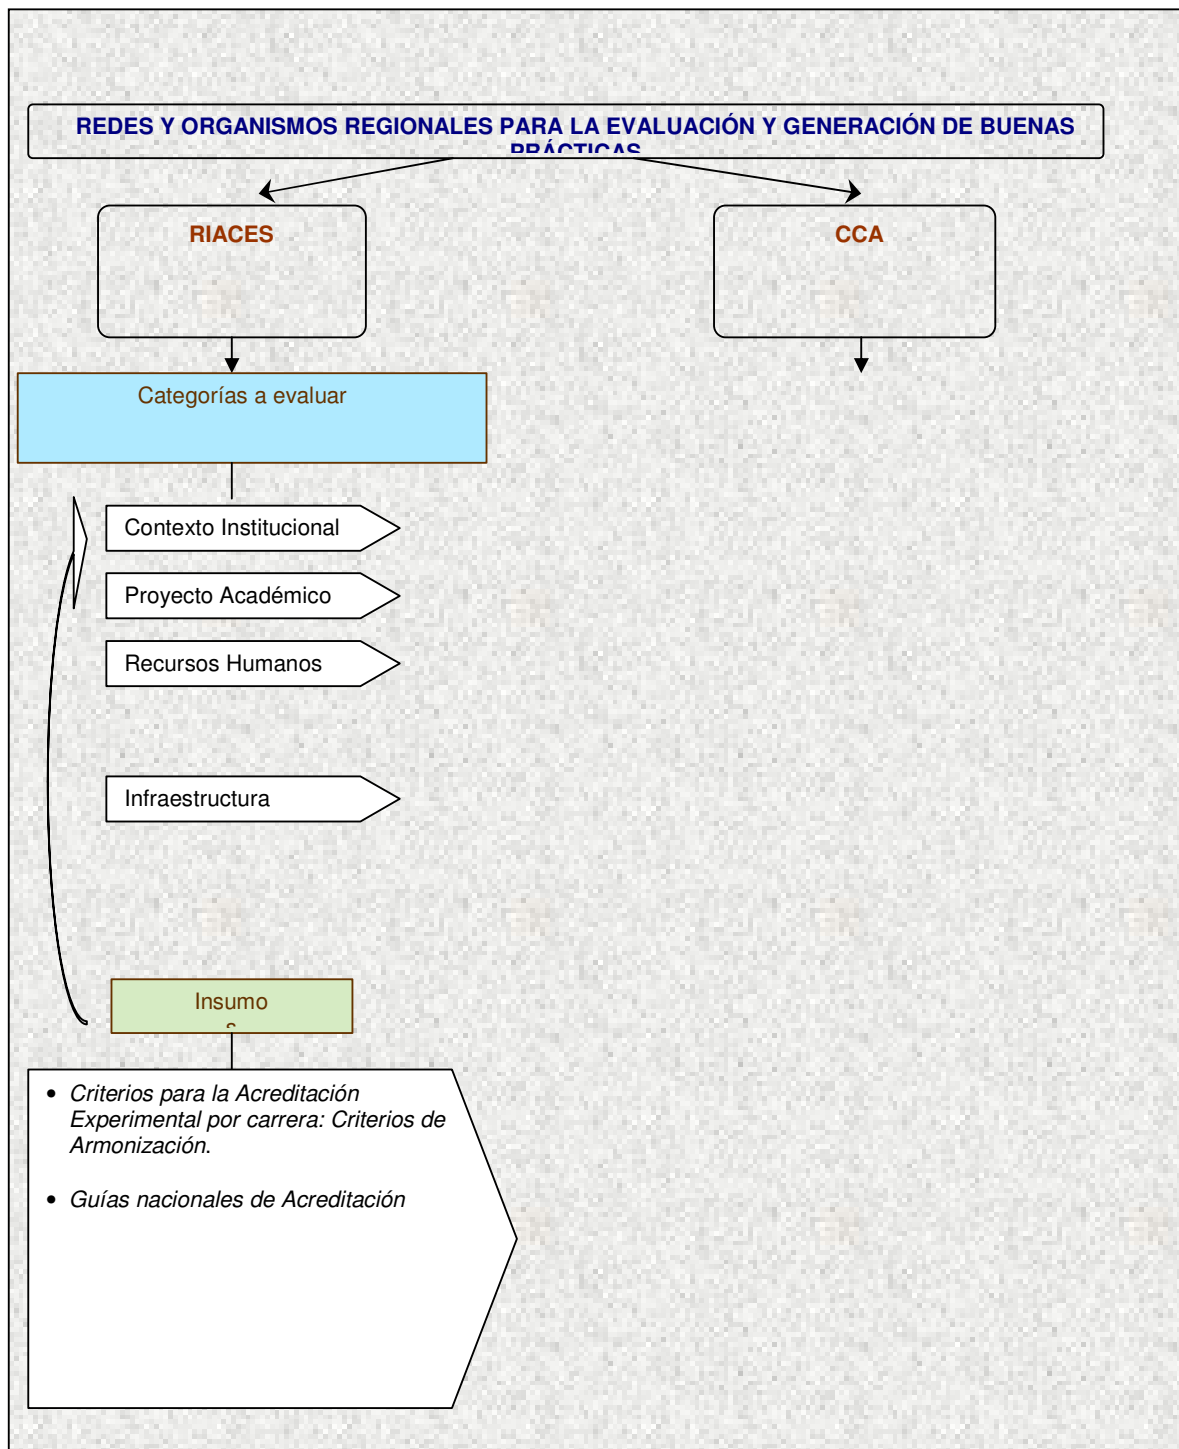 REDES Y ORGANISMOS REGIONALES PARA LA EVALUACIÓN Y GENERACIÓN DE BUENAS
PRÁCTICAS
RIACES
CCA
Categorías a evaluar
Contexto Institucional
Proyecto Académico
Recursos Humanos
Infraestructura
Insumo
s
• Criterios para la Acreditación
Experimental por carrera: Criterios de
Armonización.
• Guías nacionales de Acreditación